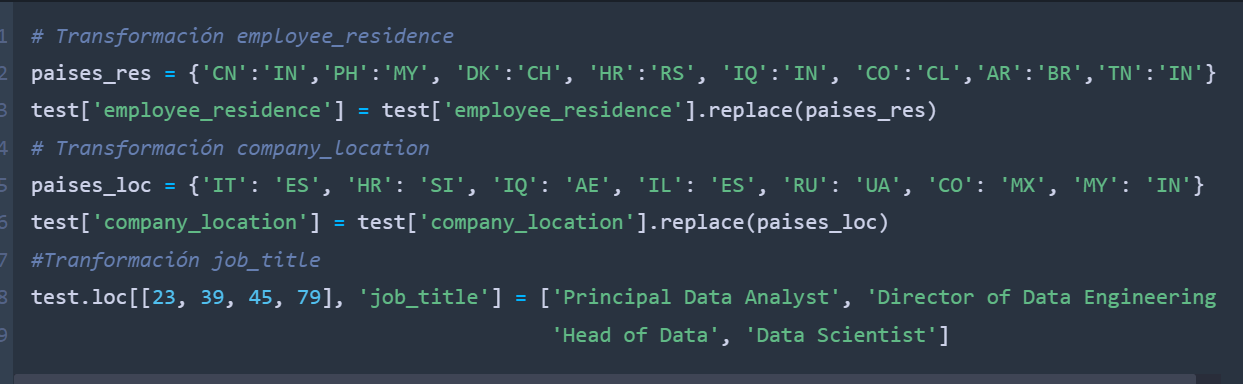 1 # Transformación employee_residence
2 paises_res = {'CN':'IN','PH':'MY', 'DK':'CH', 'HR':'RS', 'IQ':'IN', 'CO':'CL','AR':'BR','TN':'IN'}
3 test['employee_residence'] = test['employee_residence'].replace(paises_res)
4 # Transformación company_location
5 paises_loc = {'IT': 'ES', 'HR': 'SI', 'IQ': 'AE', 'IL': 'ES', 'RU': 'UA', 'CO': 'MX', 'MY': 'IN'}
6 test['company_location'] = test['company_location'].replace(paises_loc)
7 #Tranformación job_title
8 test.loc[[23, 39, 45, 79], 'job_title'] = ['Principal Data Analyst', 'Director of Data Engineering
9 'Head of Data', 'Data Scientist']